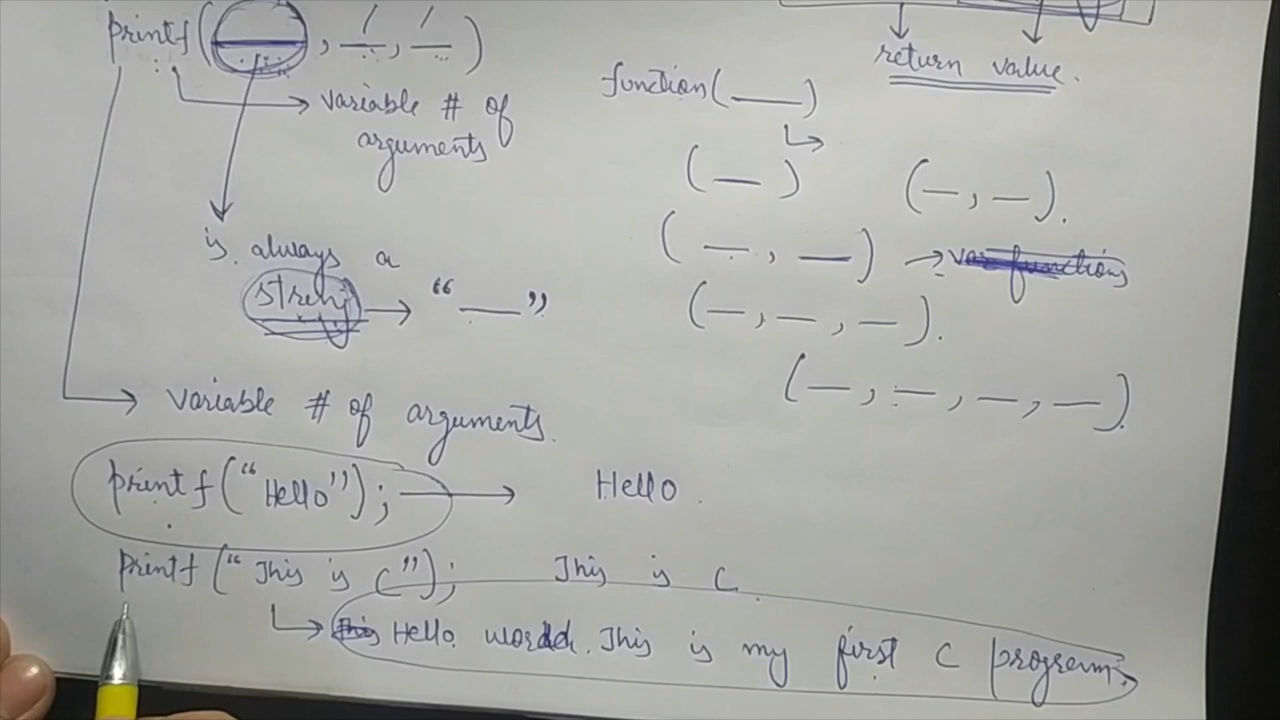 printf( , , )
variable # of
arguments
is always a
string → " "
variable # of arguments.
printf("Hello"); → Hello.
printf("This is C"); This is C.
Hello world. This is my first C program.
return value.
function( )
( )
( , ).
( , ) →
( , , ).
( , , , )